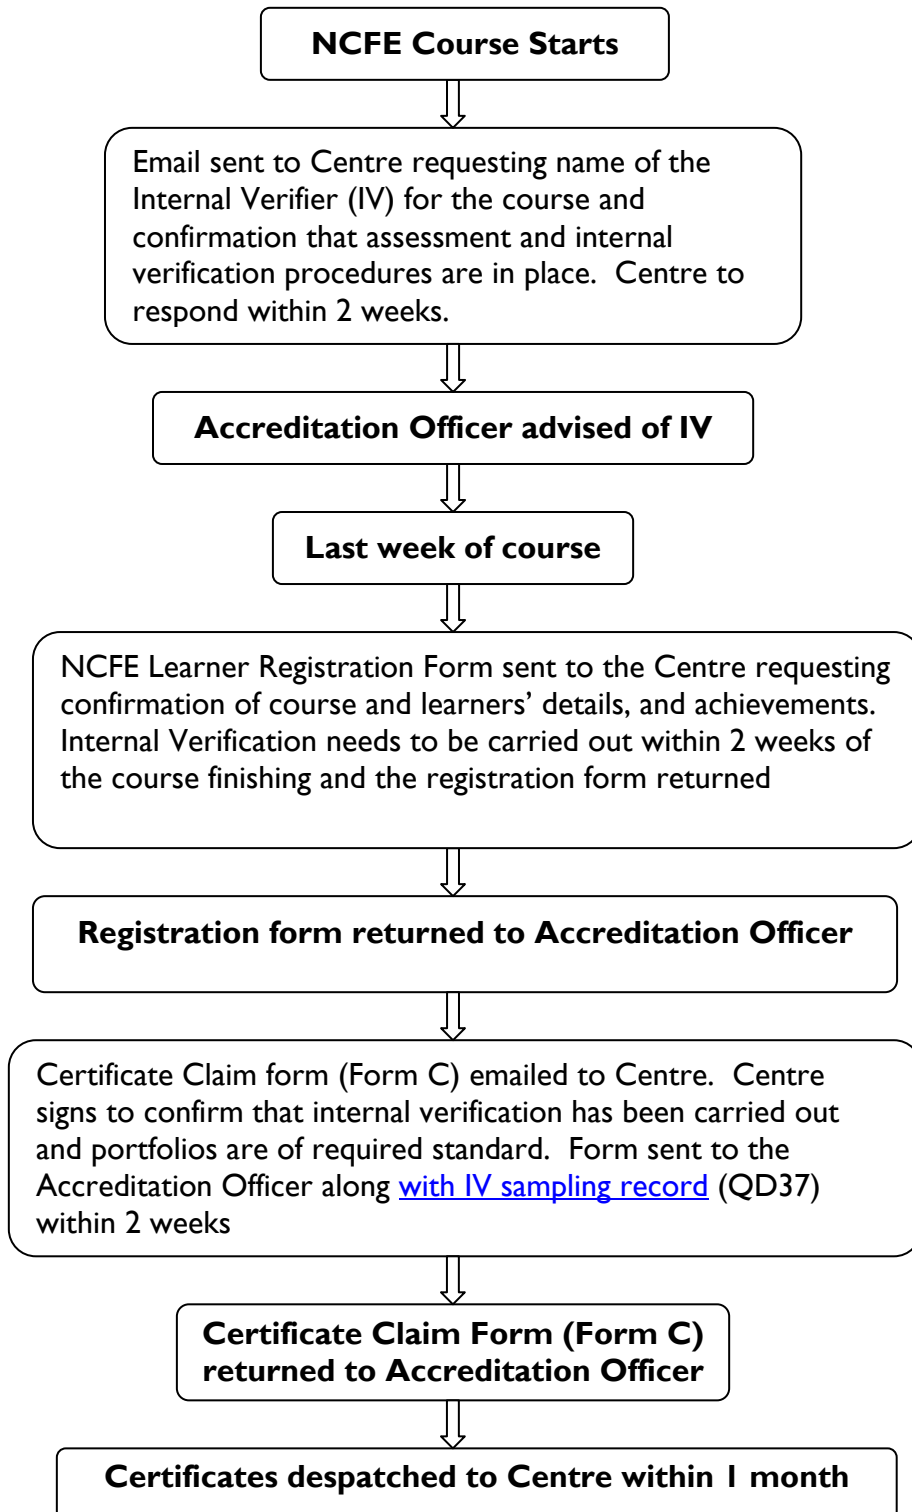 NCFE Course Starts
Email sent to Centre requesting name of the
Internal Verifier (IV) for the course and
confirmation that assessment and internal
verification procedures are in place.  Centre to
respond within 2 weeks.
Accreditation Officer advised of IV
Last week of course
NCFE Learner Registration Form sent to the Centre requesting
confirmation of course and learners’ details, and achievements.
Internal Verification needs to be carried out within 2 weeks of
the course finishing and the registration form returned
Registration form returned to Accreditation Officer
Certificate Claim form (Form C) emailed to Centre.  Centre
signs to confirm that internal verification has been carried out
and portfolios are of required standard.  Form sent to the
Accreditation Officer along with IV sampling record (QD37)
within 2 weeks
Certificate Claim Form (Form C)
returned to Accreditation Officer
Certificates despatched to Centre within 1 month